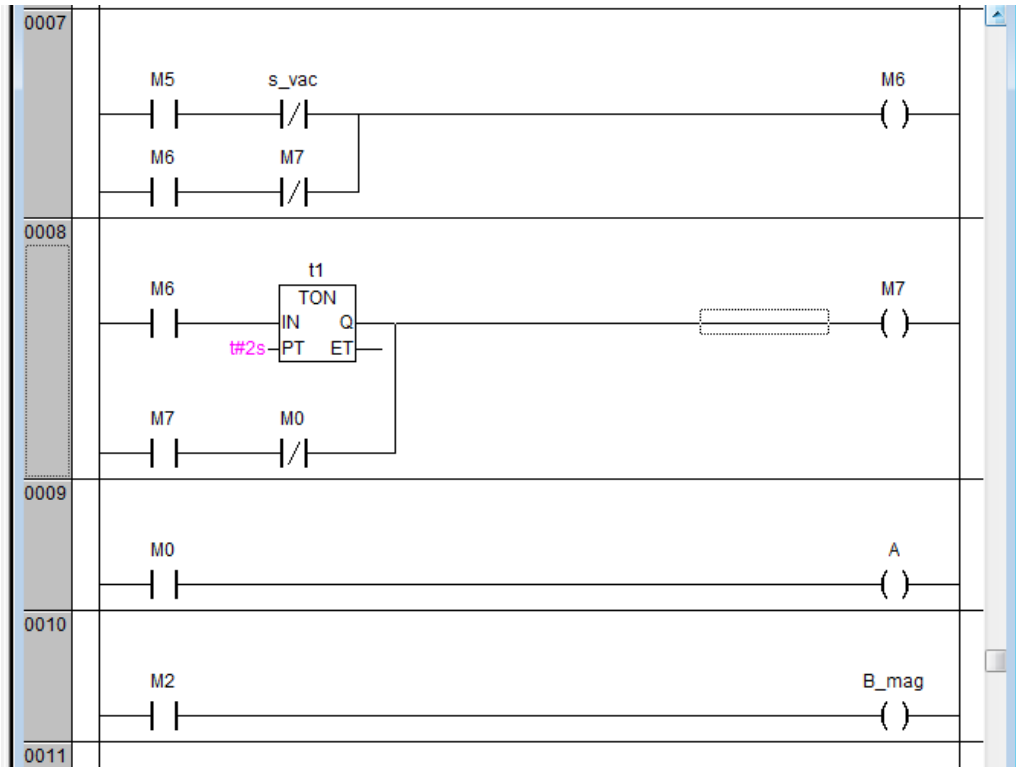 0007
M5 s_vac M6
M6 M7
0008
t1
M6 TON M7
IN Q
t#2s PT ET
M7 M0
0009
M0 A
( )
0010
M2 B_mag
0011